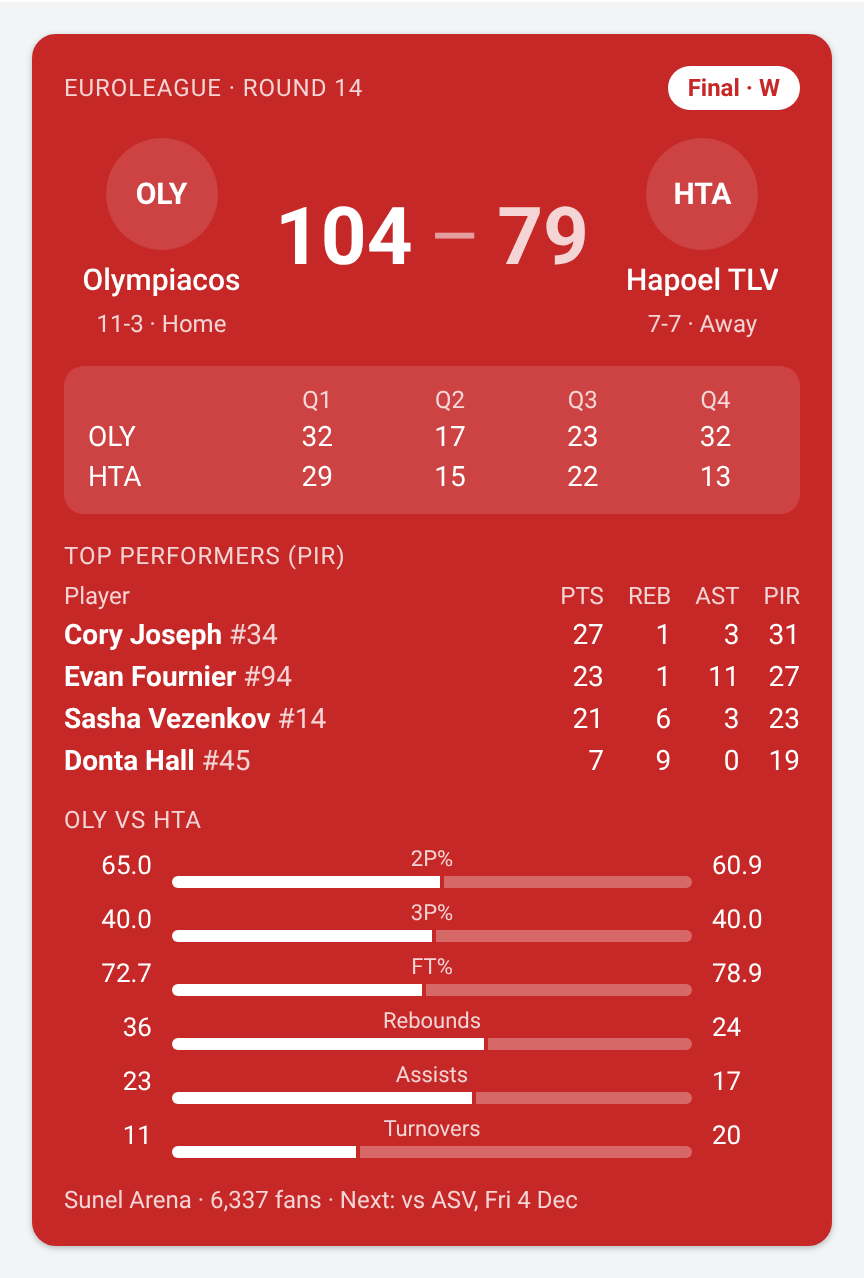 EUROLEAGUE · ROUND 14
Final · W
OLY
HTA
104 – 79
Olympiacos
Hapoel TLV
11-3 · Home
7-7 · Away
Q1 Q2 Q3 Q4
OLY 32 17 23 32
HTA 29 15 22 13
TOP PERFORMERS (PIR)
Player PTS REB AST PIR
Cory Joseph #34 27 1 3 31
Evan Fournier #94 23 1 11 27
Sasha Vezenkov #14 21 6 3 23
Donta Hall #45 7 9 0 19
OLY VS HTA
65.0 2P% 60.9
40.0 3P% 40.0
72.7 FT% 78.9
36 Rebounds 24
23 Assists 17
11 Turnovers 20
Sunel Arena · 6,337 fans · Next: vs ASV, Fri 4 Dec